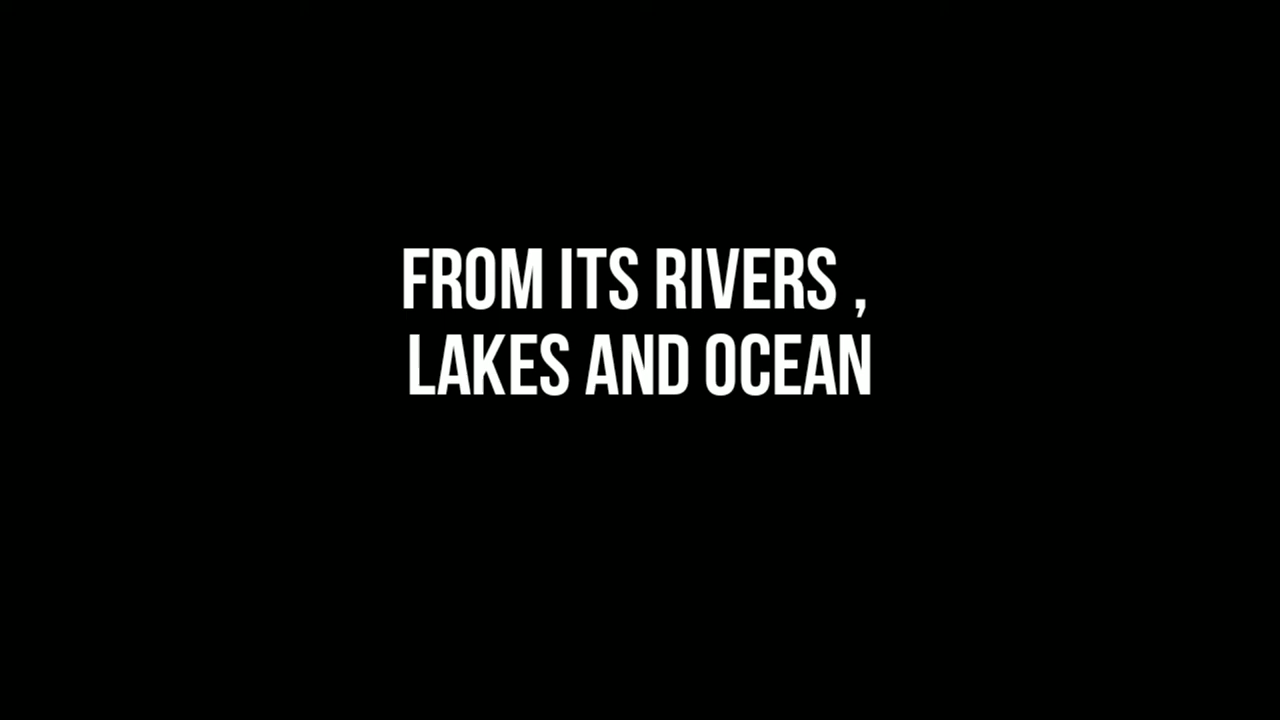 FROM ITS RIVERS ,
LAKES AND OCEAN